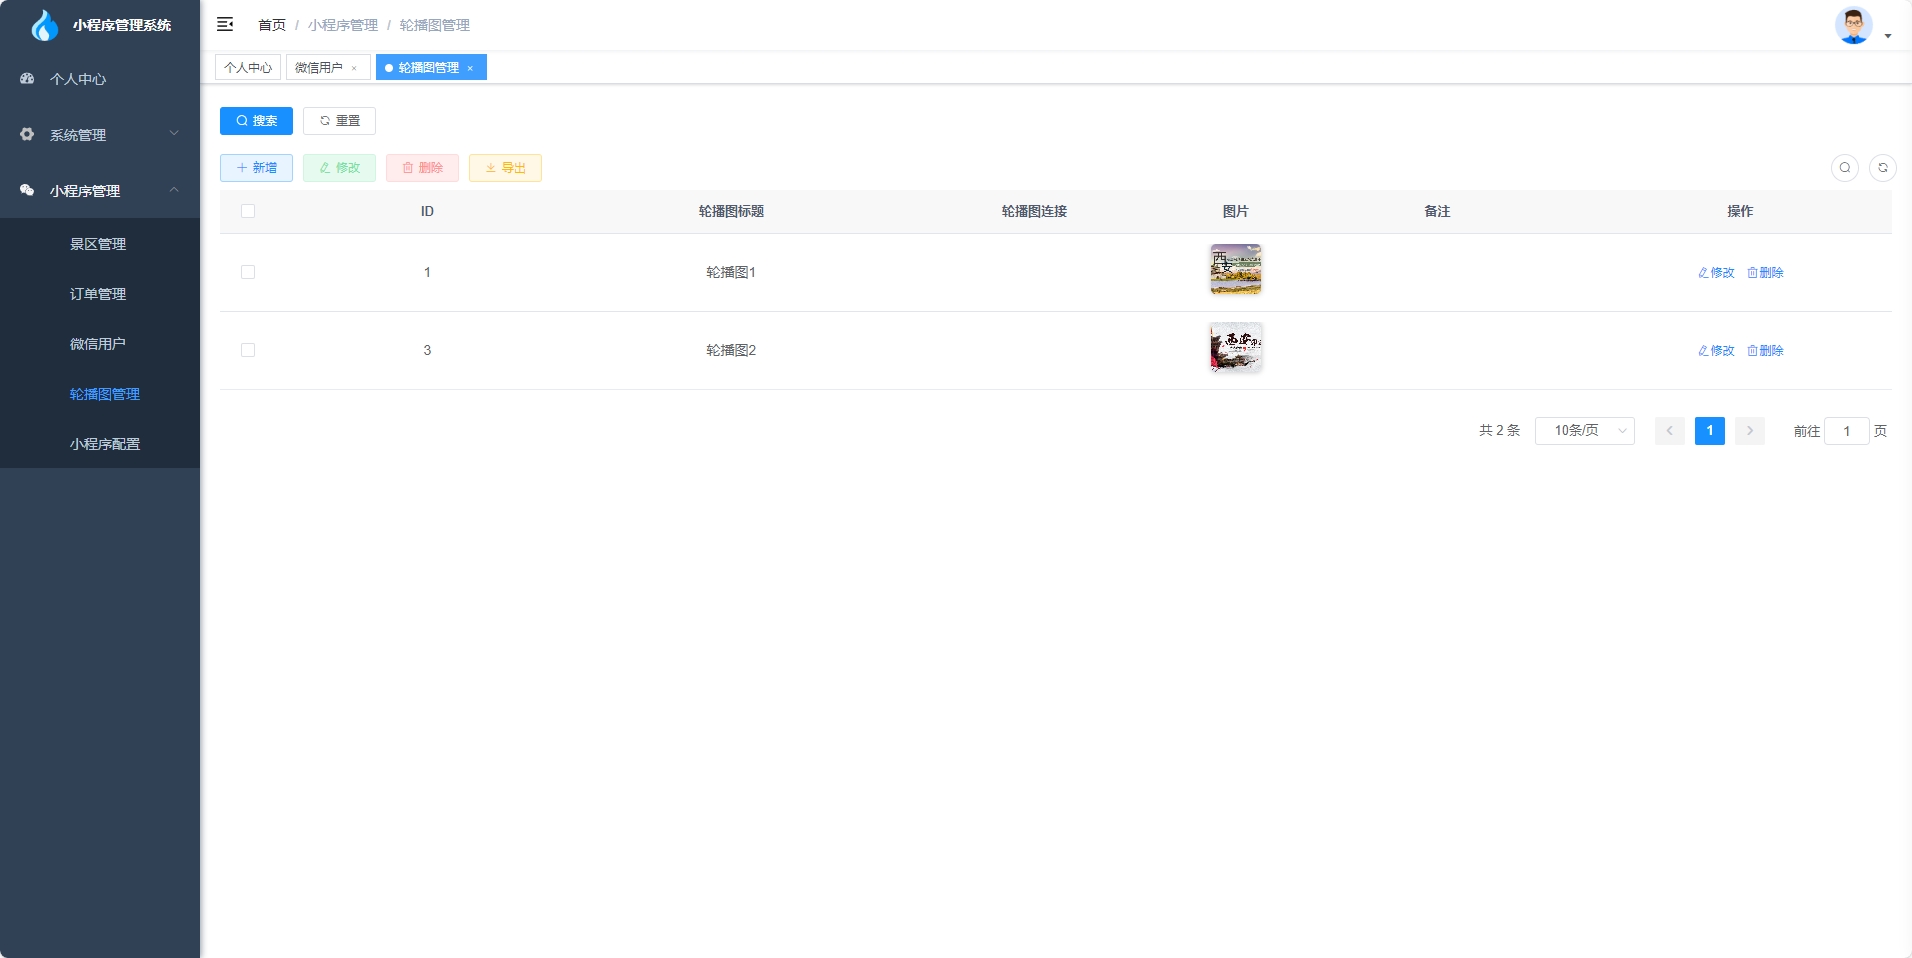 小程序管理系统
首页 / 小程序管理 / 轮播图管理
个人中心
系统管理
小程序管理
景区管理
订单管理
微信用户
轮播图管理
小程序配置
个人中心 微信用户 × 轮播图管理 ×
搜索 重置
新增 修改 删除 导出
ID 轮播图标题 轮播图连接 图片 备注 操作
1 轮播图1 西安 修改 删除
3 轮播图2 西安 修改 删除
共 2 条 10条/页 1 前往 1 页